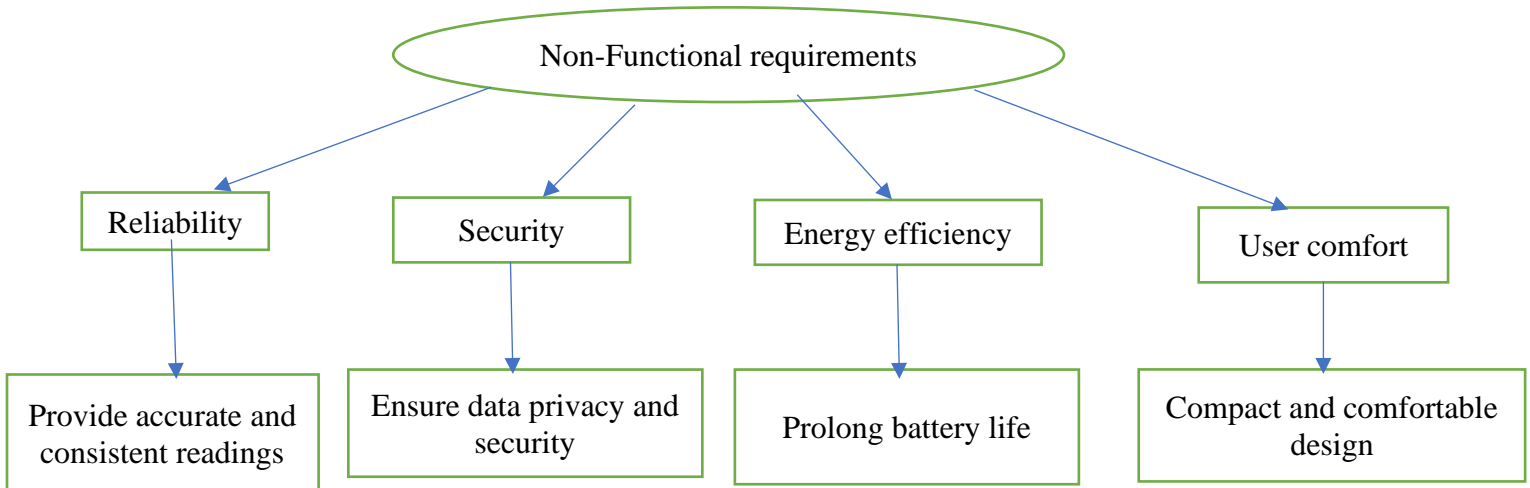 Non-Functional requirements
Reliability
Security
Energy efficiency
User comfort
Provide accurate and
consistent readings
Ensure data privacy and
security
Prolong battery life
Compact and comfortable
design